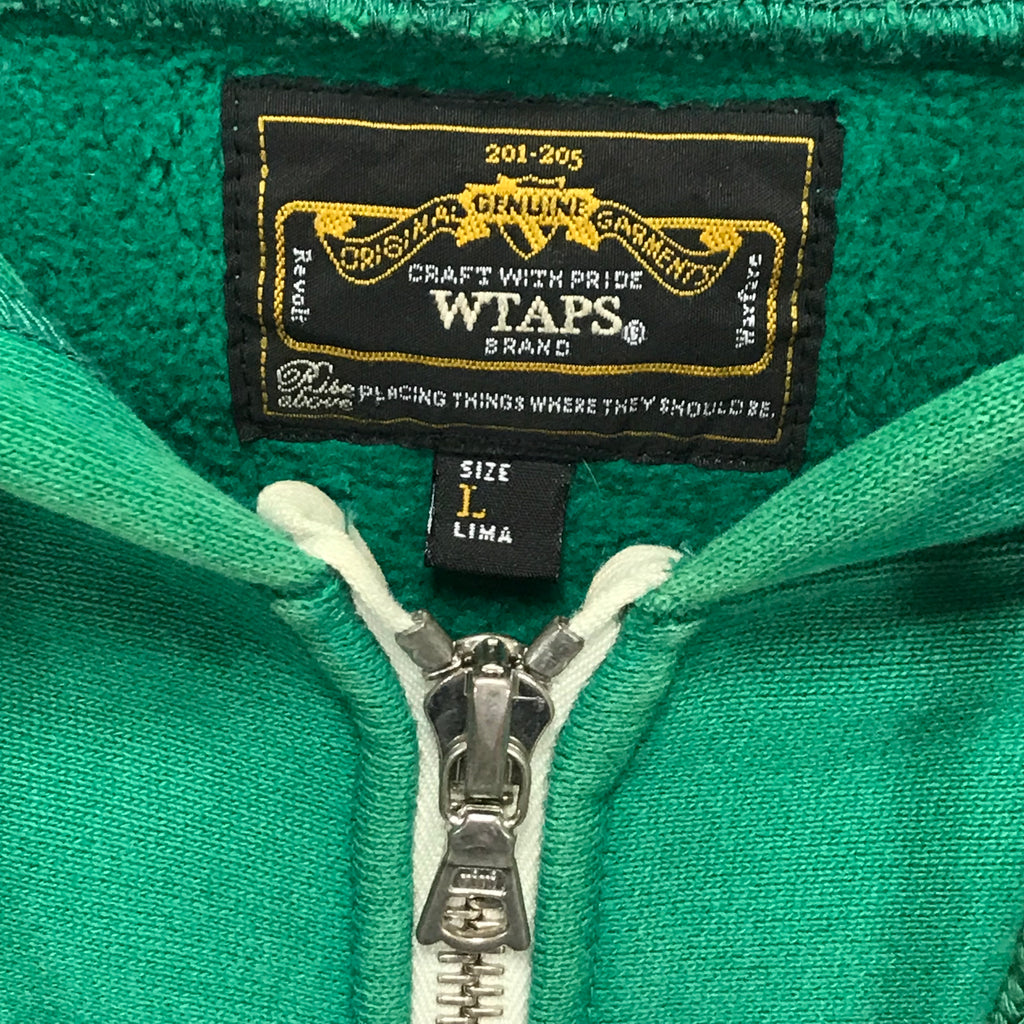 201-205
ORIGINAL GENUINE GARMENTS
Revolt
CRAFT WITH PRIDE
WTAPS®
BRAND
Rise
above
PLACING THINGS WHERE THEY SHOULD BE.
SIZE
L
LIMA